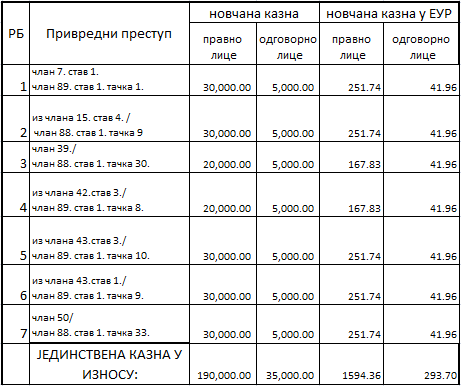 РБ Привредни преступ новчана казна новчана казна у ЕУР
правно лице одговорно лице правно лице одговорно лице
члан 7. став 1.
1 члан 89. став 1. тачка 1. 30,000.00 5,000.00 251.74 41.96
из члана 15. став 4. /
2 члан 88. став 1. тачка 9 30,000.00 5,000.00 251.74 41.96
члан 39./
3 члан 88. став 1. тачка 30. 20,000.00 5,000.00 167.83 41.96
из члана 42.став 3./
4 члан 89. став 1. тачка 8. 20,000.00 5,000.00 167.83 41.96
из члана 43.став 3./
5 члан 89. став 1. тачка 10. 30,000.00 5,000.00 251.74 41.96
из члана 43.став 1./
6 члан 89. став 1. тачка 9. 30,000.00 5,000.00 251.74 41.96
члан 50/
7 члан 88. став 1. тачка 33. 30,000.00 5,000.00 251.74 41.96
ЈЕДИНСТВЕНА КАЗНА У
ИЗНОСУ: 190,000.00 35,000.00 1594.36 293.70